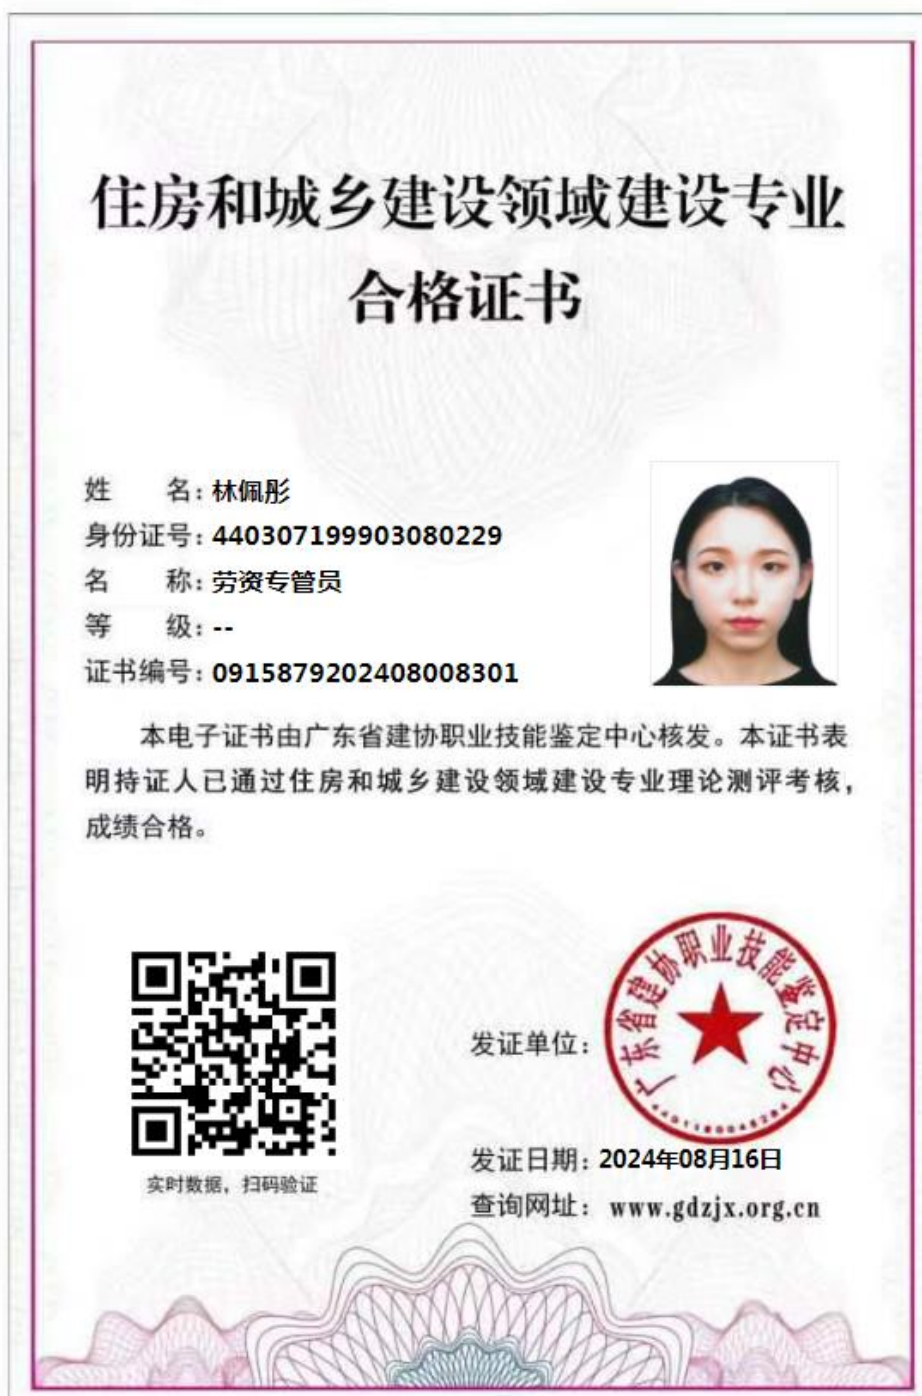 住房和城乡建设领域建设专业
合格证书
姓 名：林佩彤
身份证号：440307199903080229
名 称：劳资专管员
等 级：--
证书编号：0915879202408008301
本电子证书由广东省建协职业技能鉴定中心核发。本证书表
明持证人已通过住房和城乡建设领域建设专业理论测评考核，
成绩合格。
广东省建协职业技能鉴定中心
发证单位：
实时数据，扫码验证
发证日期：2024年08月16日
查询网址：www.gdzjx.org.cn